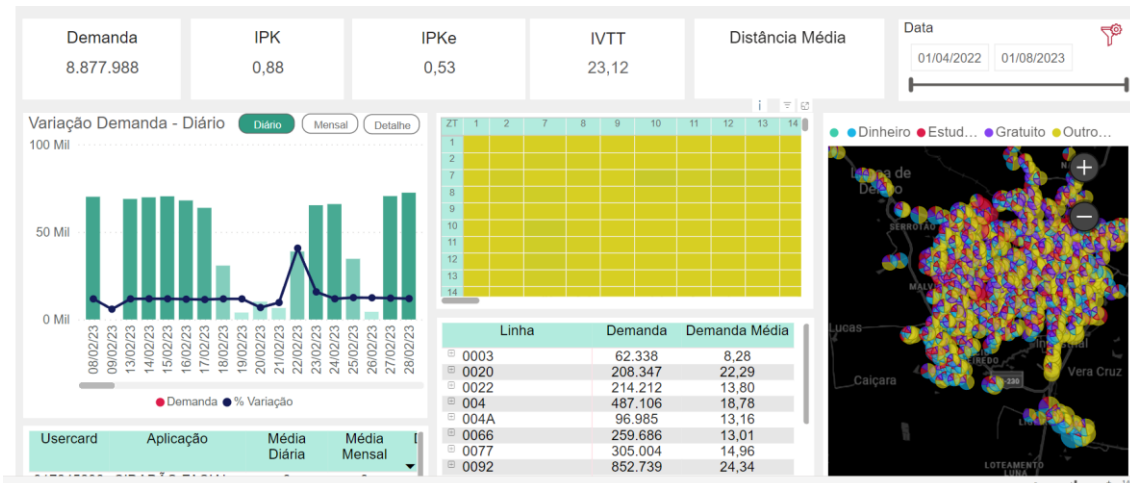 Demanda
8.877.988
IPK
0,88
IPKe
0,53
IVTT
23,12
Distância Média
Data
01/04/2022 01/08/2023
Variação Demanda - Diário Diário Mensal Detalhe
100 Mil
50 Mil
0 Mil
08/02/23 09/02/23 13/02/23 14/02/23 15/02/23 16/02/23 17/02/23 18/02/23 19/02/23 20/02/23 21/02/23 22/02/23 23/02/23 24/02/23 25/02/23 26/02/23 27/02/23 28/02/23
Demanda % Variação
Usercard Aplicação Média Diária Média Mensal
ZT 1 2 7 8 9 10 11 12 13 14
1
2
7
8
9
10
11
12
13
14
Linha Demanda Demanda Média
0003 62.338 8,28
0020 208.347 22,29
0022 214.212 13,80
004 487.106 18,78
004A 96.985 13,16
0066 259.686 13,01
0077 305.004 14,96
0092 852.739 24,34
Dinheiro Estud... Gratuito Outro...
SERROTÃO
Lucas
Caiçara
-230
Vera Cruz
LOTEAMENTO
LUNA